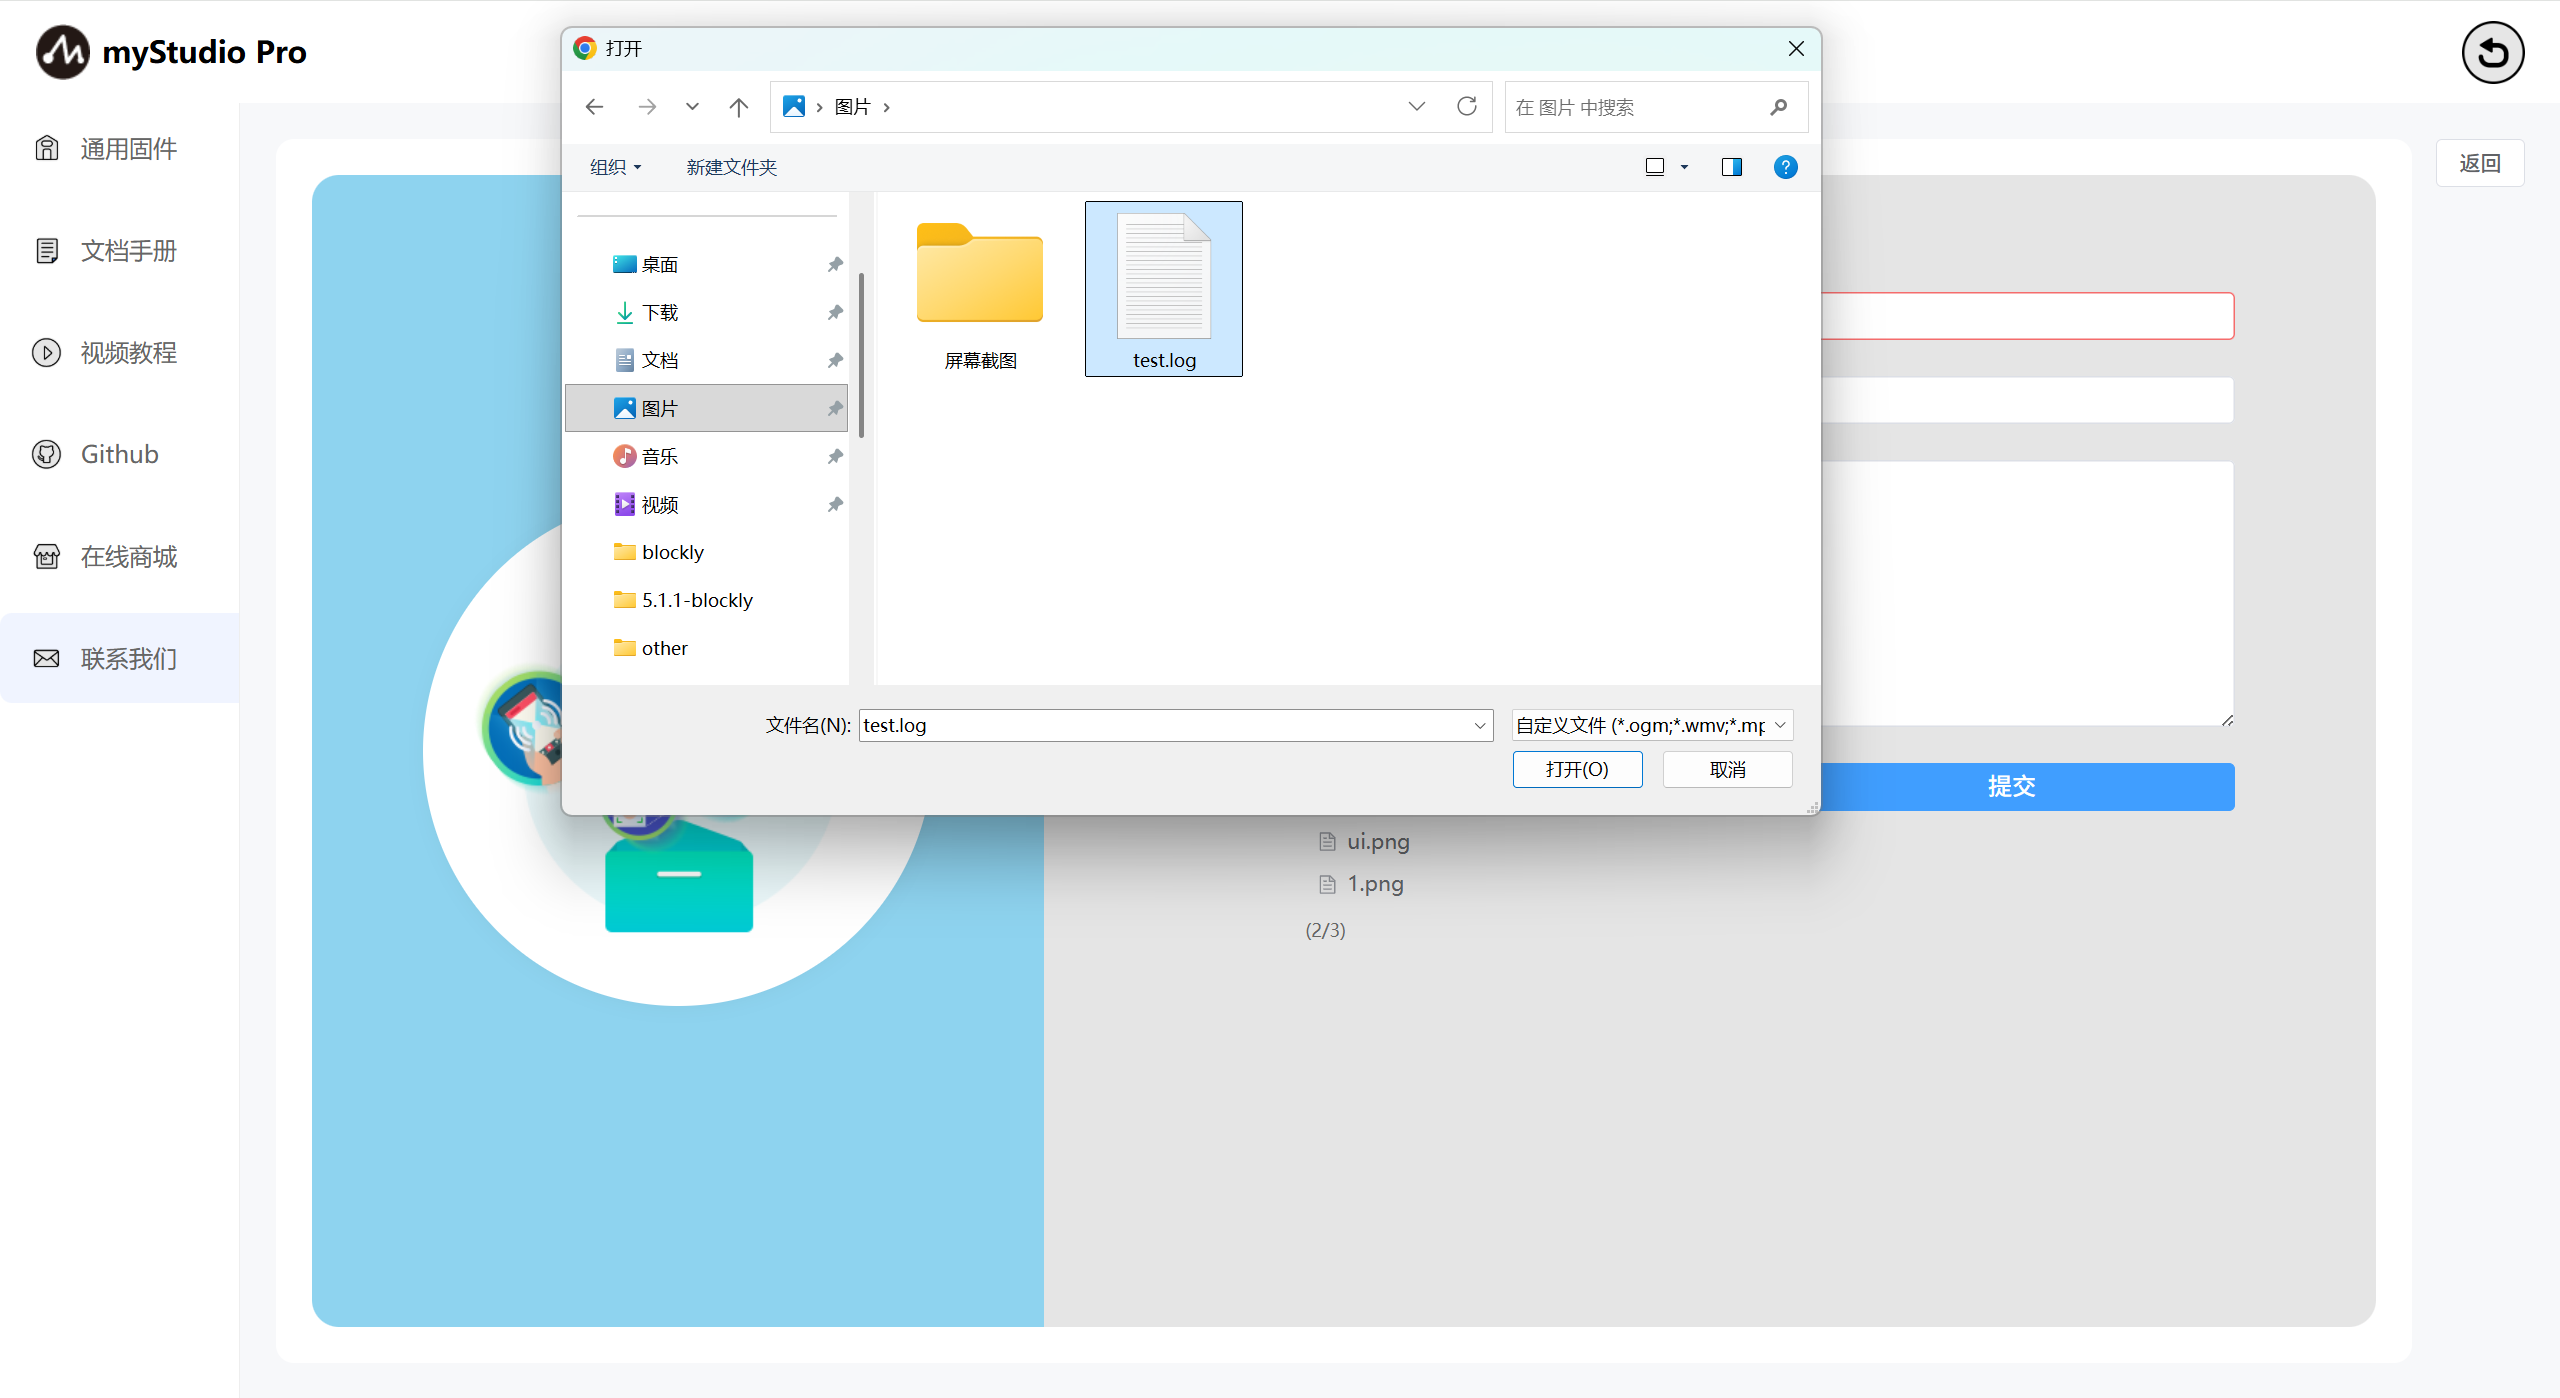 myStudio Pro
打开
图片
在 图片 中搜索
组织
新建文件夹
返回
通用固件
文档手册
视频教程
Github
在线商城
联系我们
桌面
下载
文档
图片
音乐
视频
blockly
5.1.1-blockly
other
屏幕截图
test.log
文件名(N):
test.log
自定义文件 (*.ogm;*.wmv;*.mp
打开(O)
取消
提交
ui.png
1.png
(2/3)